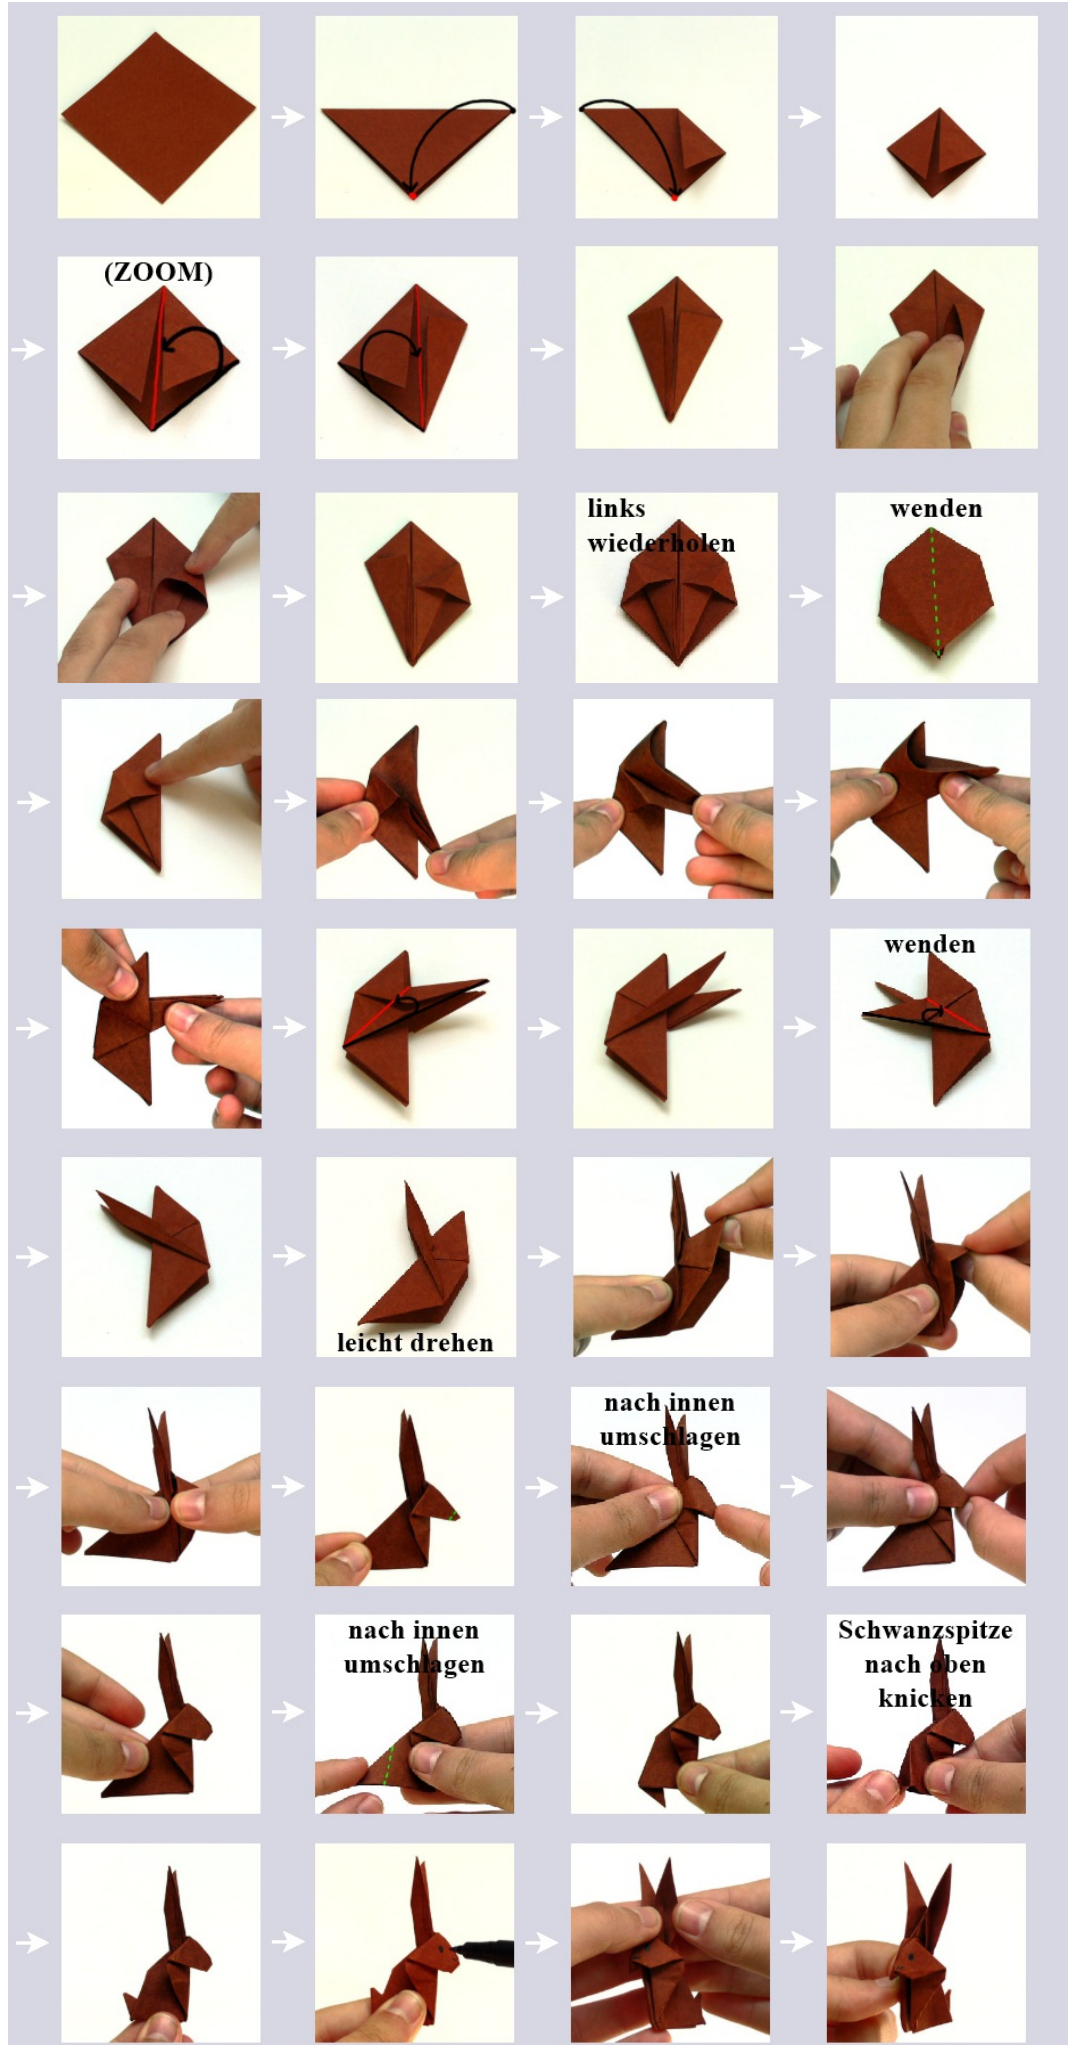 (ZOOM)
links
wiederholen
wenden
wenden
leicht drehen
nach innen
umschlagen
nach innen
umschlagen
Schwanzspitze
nach oben
knicken